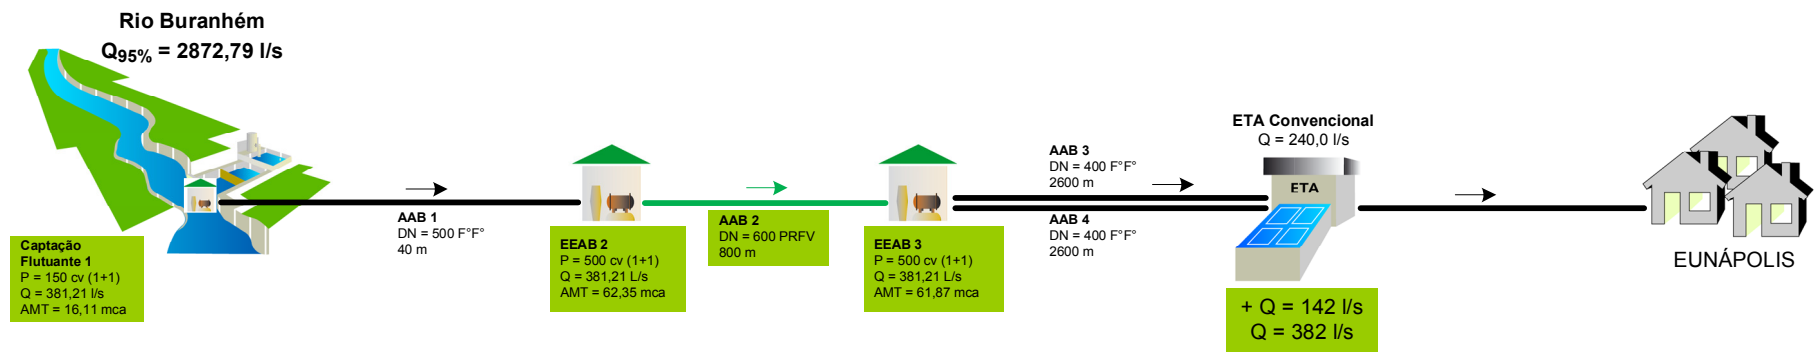 Rio Buranhém
Q95% = 2872,79 l/s
Captação
Flutuante 1
P = 150 cv (1+1)
Q = 381,21 l/s
AMT = 16,11 mca
AAB 1
DN = 500 F°F°
40 m
EEAB 2
P = 500 cv (1+1)
Q = 381,21 L/s
AMT = 62,35 mca
AAB 2
DN = 600 PRFV
800 m
EEAB 3
P = 500 cv (1+1)
Q = 381,21 L/s
AMT = 61,87 mca
AAB 3
DN = 400 F°F°
2600 m
AAB 4
DN = 400 F°F°
2600 m
ETA Convencional
Q = 240,0 l/s
ETA
+ Q = 142 l/s
Q = 382 l/s
EUNÁPOLIS